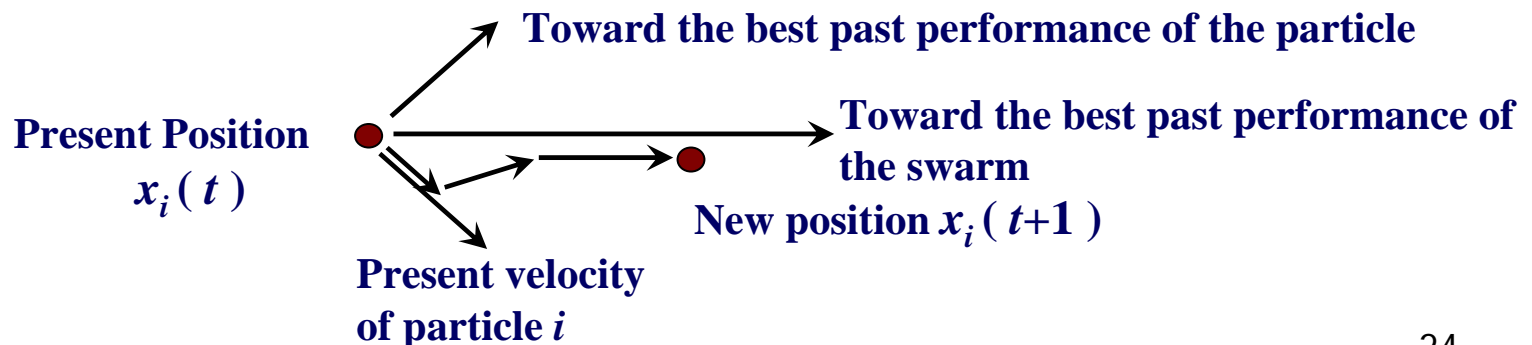 Toward the best past performance of the particle
Present Position
x_i ( t )
Toward the best past performance of
the swarm
New position x_i ( t+1 )
Present velocity
of particle i
24